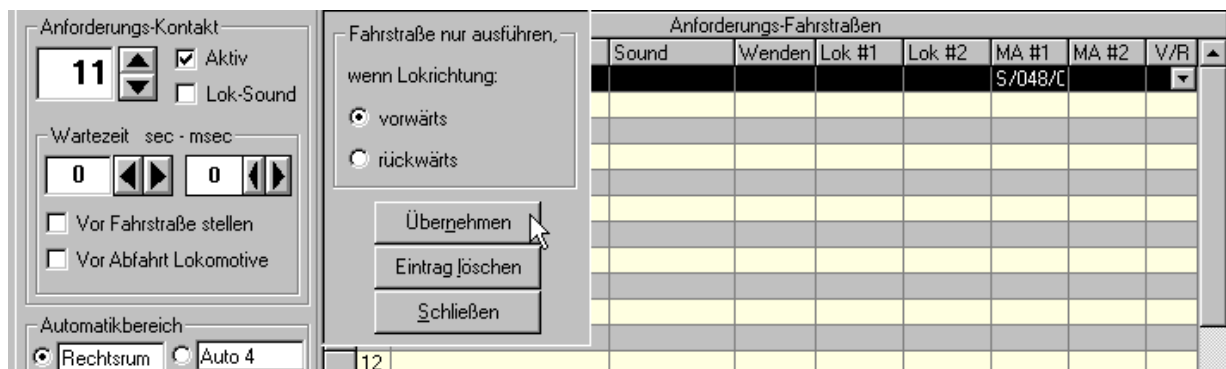 Anforderungs-Kontakt
11
Aktiv
Lok-Sound
Wartezeit sec - msec
0
0
Vor Fahrstraße stellen
Vor Abfahrt Lokomotive
Automatikbereich
Rechtsrum
Auto 4
Fahrstraße nur ausführen,
wenn Lokrichtung:
vorwärts
rückwärts
Übernehmen
Eintrag löschen
Schließen
Anforderungs-Fahrstraßen
Sound Wenden Lok #1 Lok #2 MA #1 MA #2 V/R
S/048/0
12